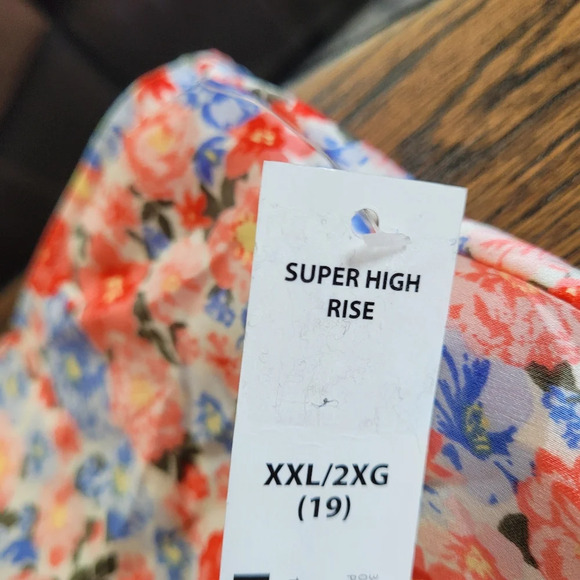 SUPER HIGH
RISE
XXL/2XG
(19)